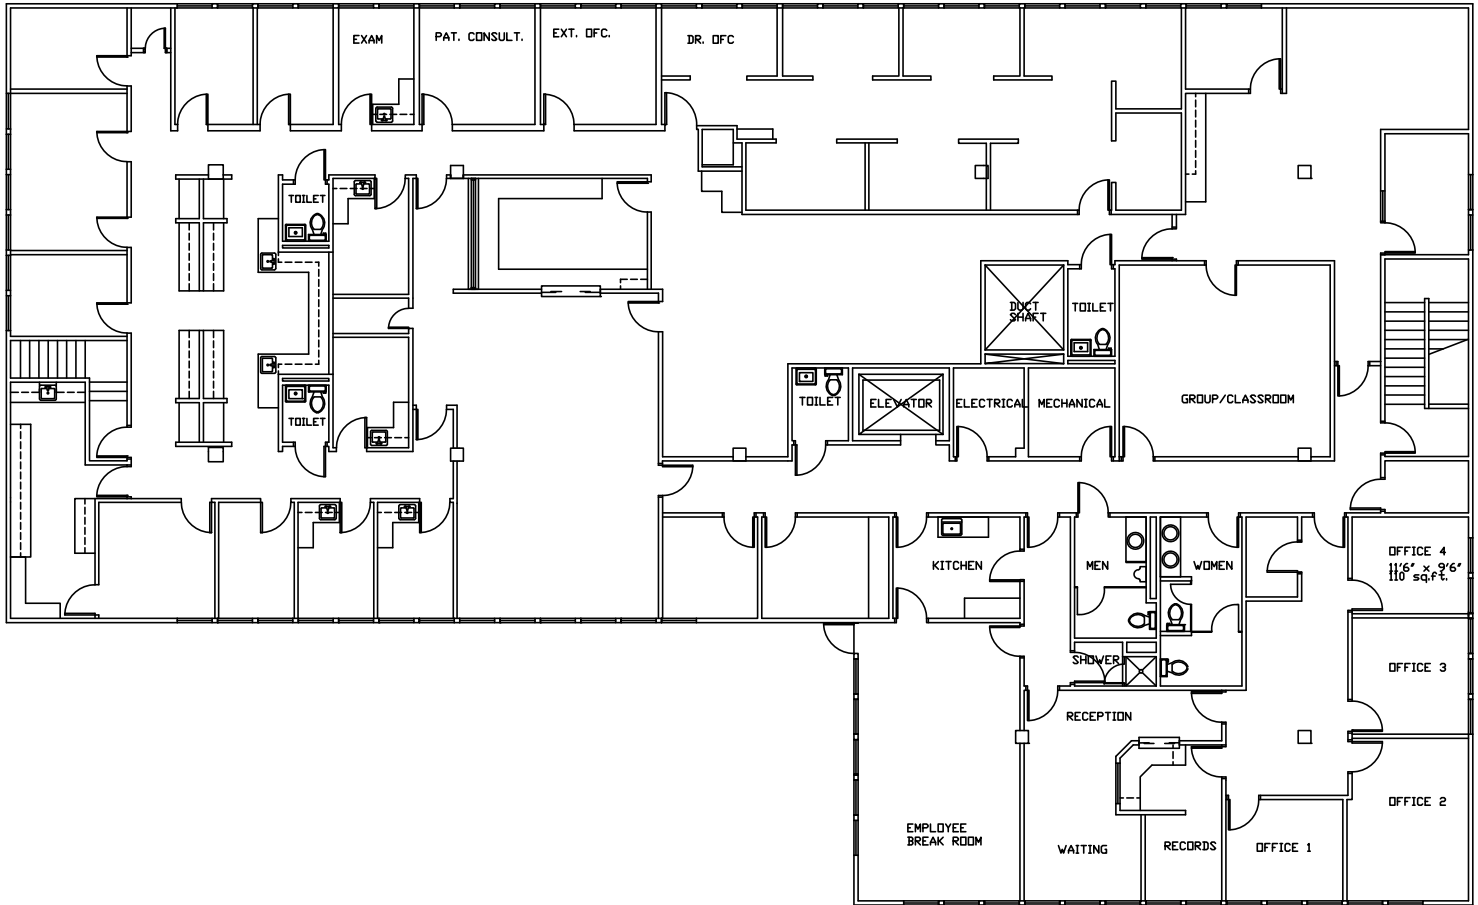 EXAM
PAT. CONSULT.
EXT. OFC.
DR. OFC
TOILET
DUCT
SHAFT
TOILET
TOILET
ELEVATOR
ELECTRICAL
MECHANICAL
GROUP/CLASSROOM
TOILET
KITCHEN
MEN
WOMEN
OFFICE 4
11'6" x 9'6"
110 sq.ft.
SHOWER
OFFICE 3
RECEPTION
OFFICE 2
EMPLOYEE
BREAK ROOM
WAITING
RECORDS
OFFICE 1